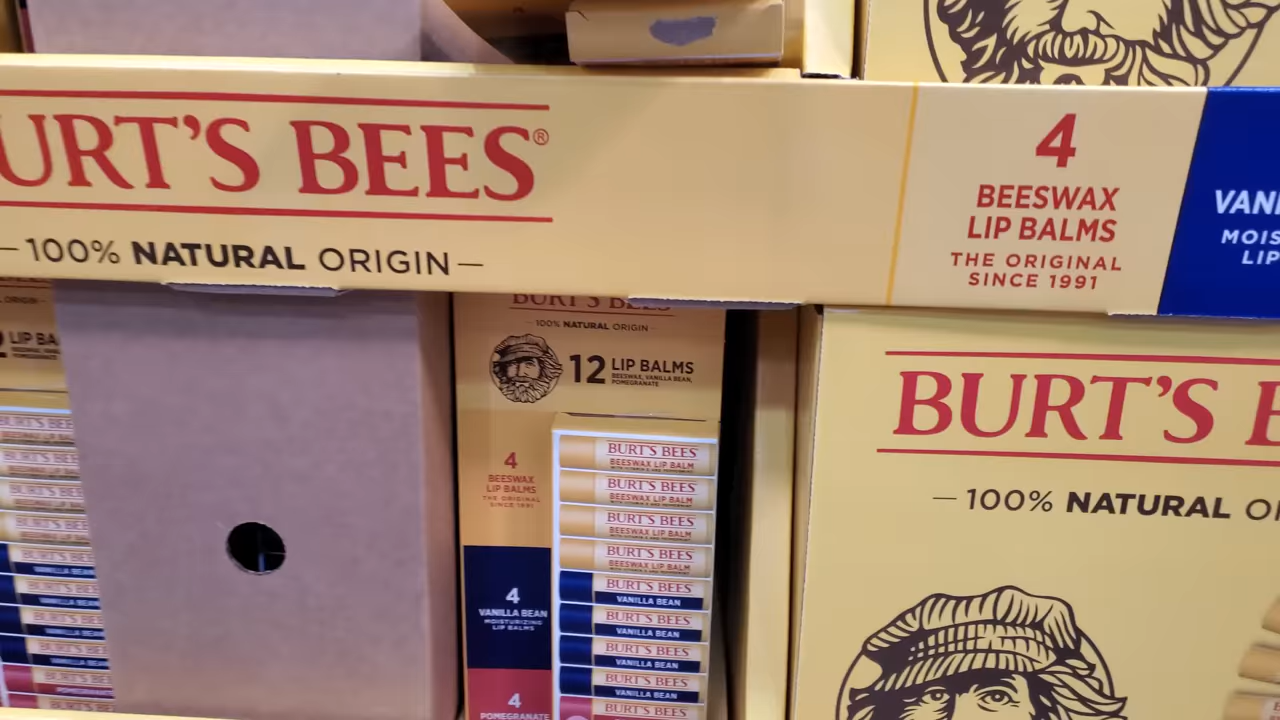 URT'S BEES®
— 100% NATURAL ORIGIN —
4
BEESWAX
LIP BALMS
THE ORIGINAL
SINCE 1991
VANI
MOIS
LIP
ORIGIN
LIP BA
BURT'S BEES
100% NATURAL ORIGIN
12 LIP BALMS
BEESWAX, VANILLA BEAN,
POMEGRANATE
4
BEESWAX
LIP BALMS
THE ORIGINAL
SINCE 1991
4
VANILLA BEAN
MOISTURIZING
LIP BALMS
4
POMEGRANATE
BURT'S BEES
BEESWAX LIP BALM
BURT'S BEES
BEESWAX LIP BALM
BURT'S BEES
BEESWAX LIP BALM
BURT'S BEES
BEESWAX LIP BALM
BURT'S BEES
VANILLA BEAN
BURT'S BEES
VANILLA BEAN
BURT'S BEES
VANILLA BEAN
BURT'S BEES
VANILLA BEAN
BURT'S BEES
BURT'S B
— 100% NATURAL O